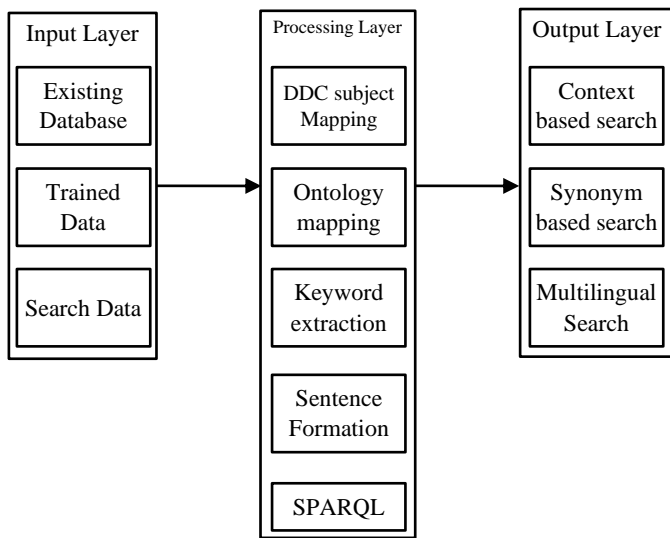 Input Layer
Existing
Database
Trained
Data
Search Data
Processing Layer
DDC subject
Mapping
Ontology
mapping
Keyword
extraction
Sentence
Formation
SPARQL
Output Layer
Context
based search
Synonym
based search
Multilingual
Search